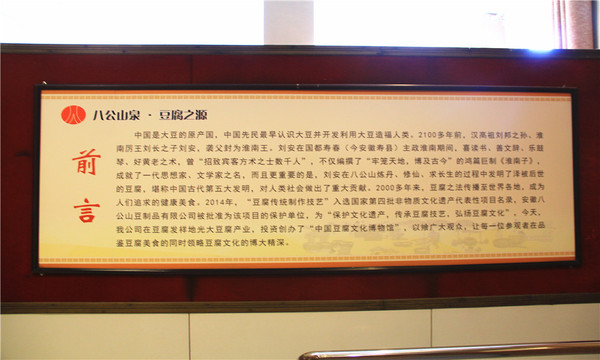 八公山泉·豆腐之源
前言
中国是大豆的原产国，中国先民最早认识大豆并开发利用大豆造福人类。2100多年前，汉高祖刘邦之孙、淮
南厉王刘长之子刘安，袭父封为淮南王。刘安在国都寿春（今安徽寿县）主政淮南期间，喜读书、善文辞、乐鼓
琴、好黄老之术，曾“招致宾客方术之士数千人”，不仅编撰了“牢笼天地，博及古今”的鸿篇巨制《淮南子》，
成就了一代思想家、文学家之名，而且更重要的是，刘安在八公山炼丹、修仙、求长生的过程中发明了泽被后世
的豆腐，堪称中国古代第五大发明，对人类社会做出了重大贡献。2000多年来，豆腐之法传播至世界各地，成为
人们追求的健康美食。2014年，“豆腐传统制作技艺”入选国家第四批非物质文化遗产代表性项目名录，安徽八
公山豆制品有限公司被批准为该项目的保护单位，为“保护文化遗产，传承豆腐技艺，弘扬豆腐文化”，今天，
我公司在豆腐发祥地光大豆腐产业，投资创办了“中国豆腐文化博物馆”，以飨广大观众，让每一位参观者在品
鉴豆腐美食的同时领略豆腐文化的博大精深。